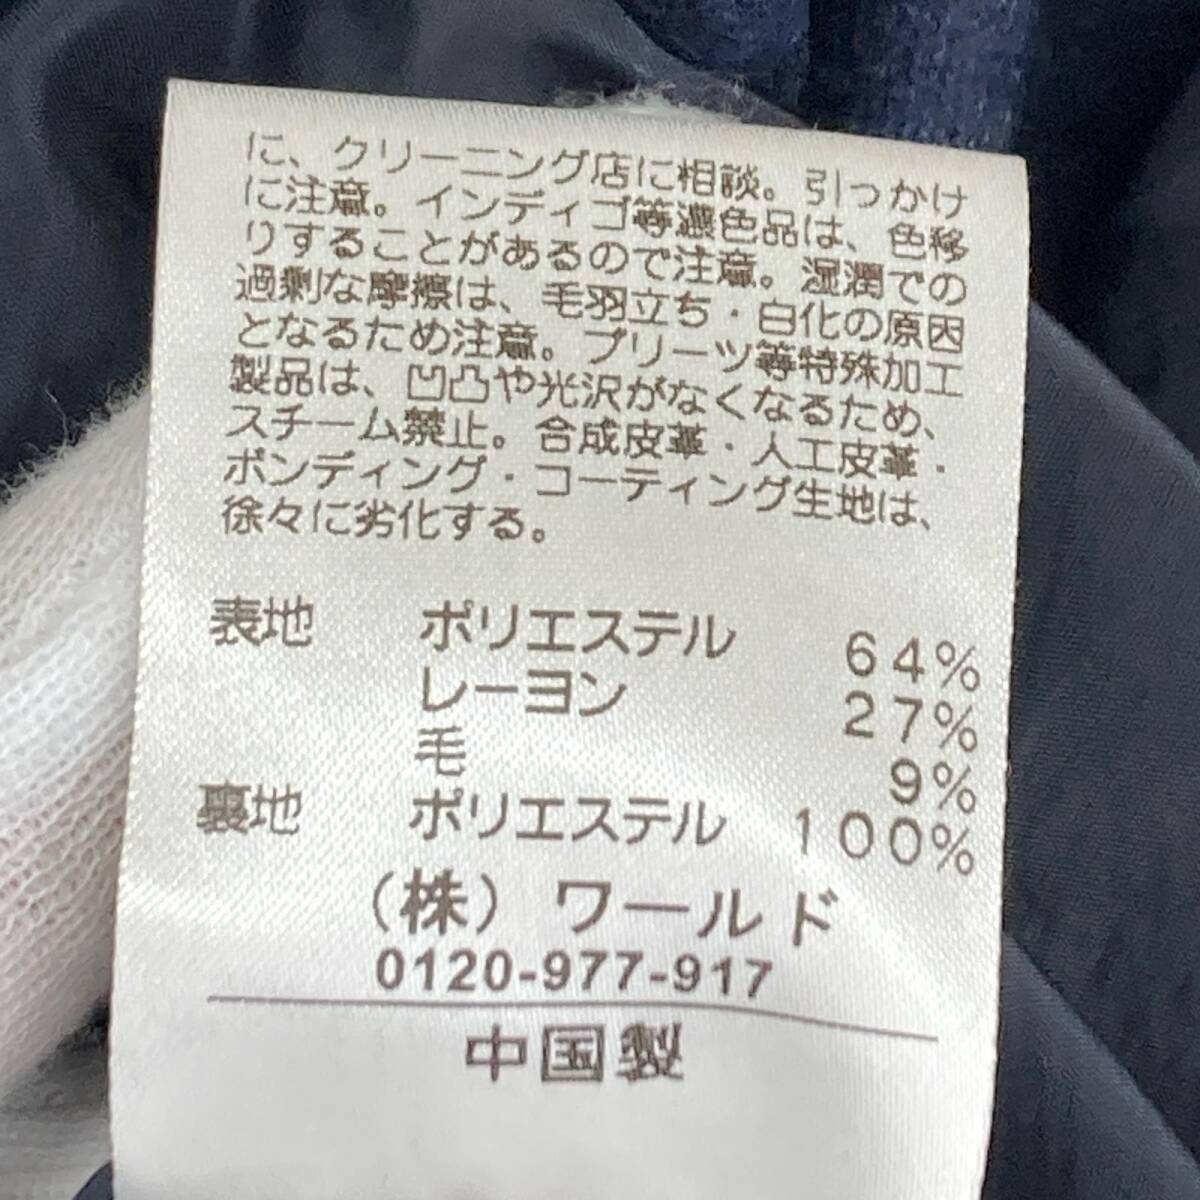 に、クリーニング店に相談。引っかけ
に注意。インディゴ等濃色品は、色移
りすることがあるので注意。湿潤での
過剰な摩擦は、毛羽立ち・白化の原因
となるため注意。プリーツ等特殊加工
製品は、凹凸や光沢がなくなるため、
スチーム禁止。合成皮革・人工皮革・
ボンディング・コーティング生地は、
徐々に劣化する。
表地 ポリエステル 64%
レーヨン 27%
毛 9%
裏地 ポリエステル 100%
(株) ワールド
0120-977-917
中国製